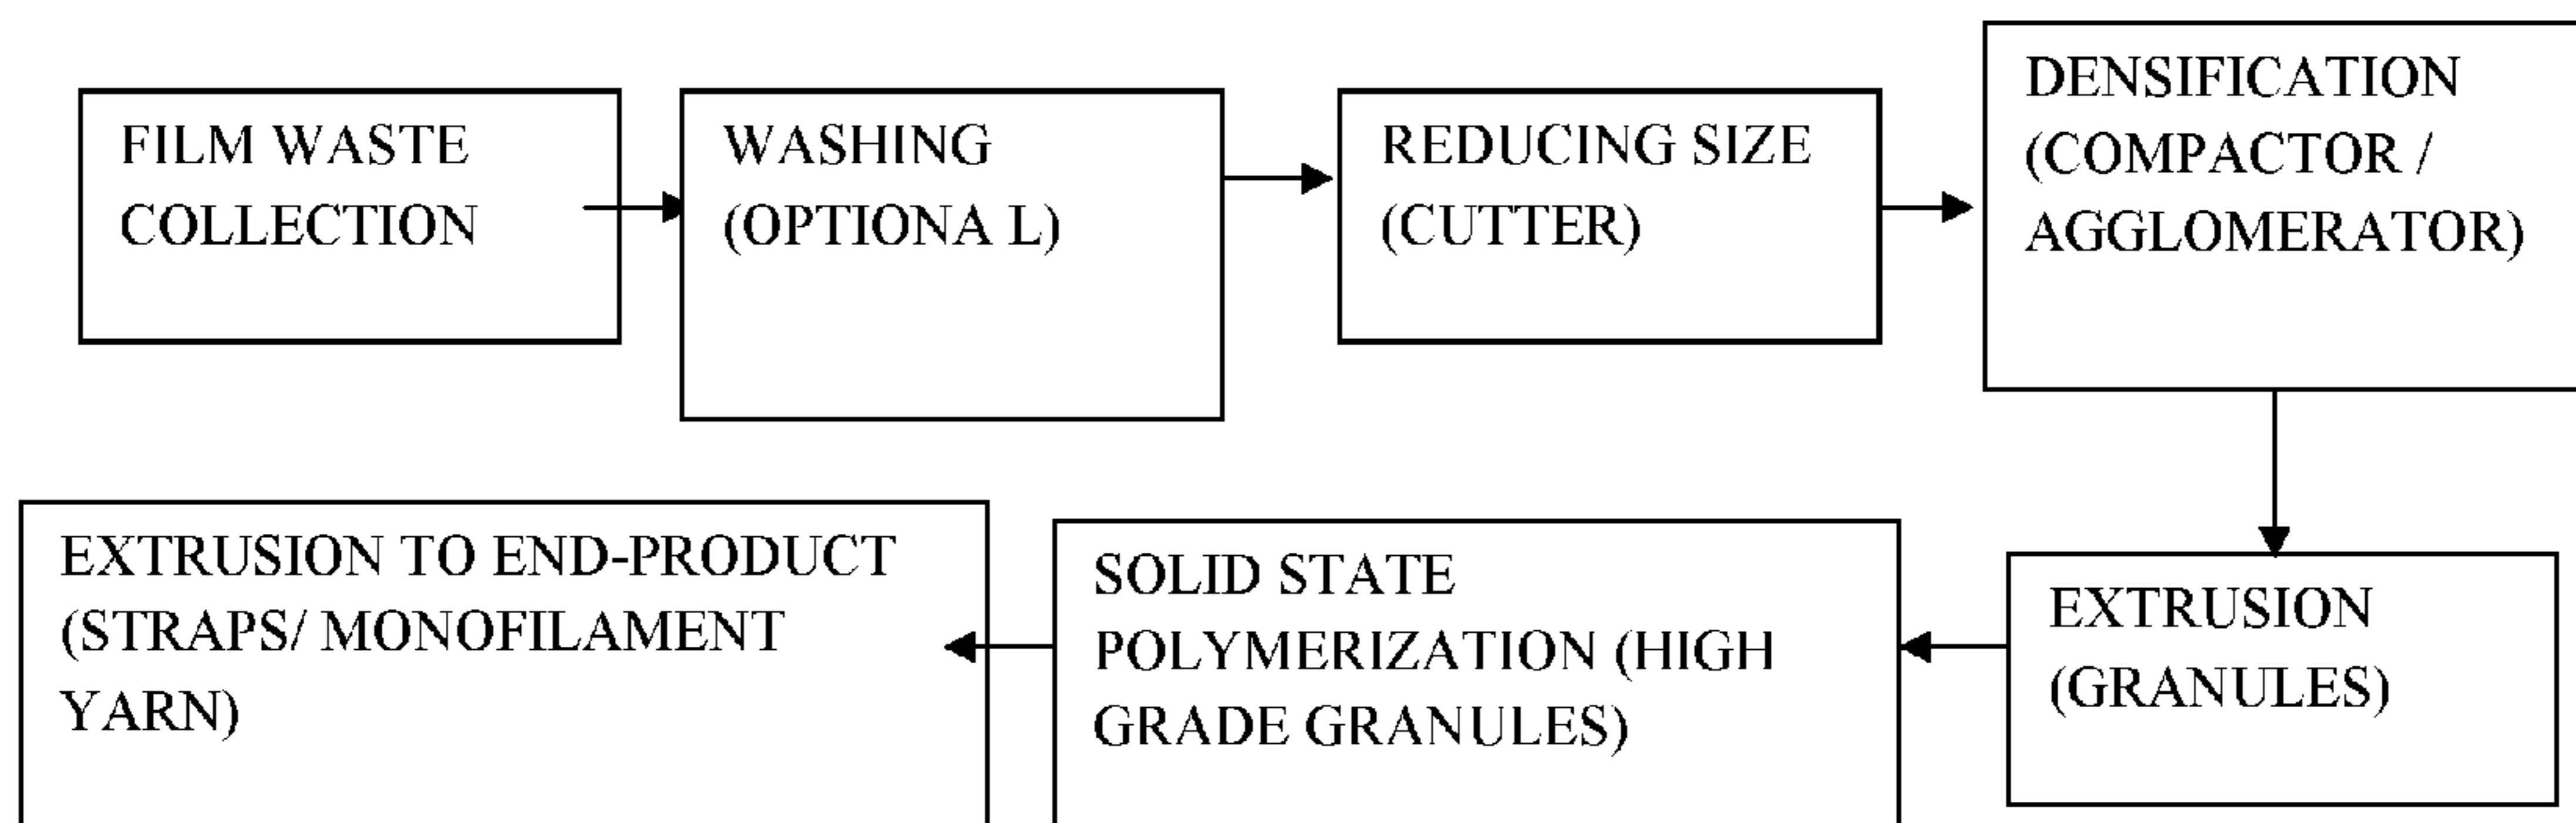 FILM WASTE
COLLECTION
WASHING
(OPTIONA L)
REDUCING SIZE
(CUTTER)
DENSIFICATION
(COMPACTOR /
AGGLOMERATOR)
EXTRUSION
(GRANULES)
SOLID STATE
POLYMERIZATION (HIGH
GRADE GRANULES)
EXTRUSION TO END-PRODUCT
(STRAPS/ MONOFILAMENT
YARN)